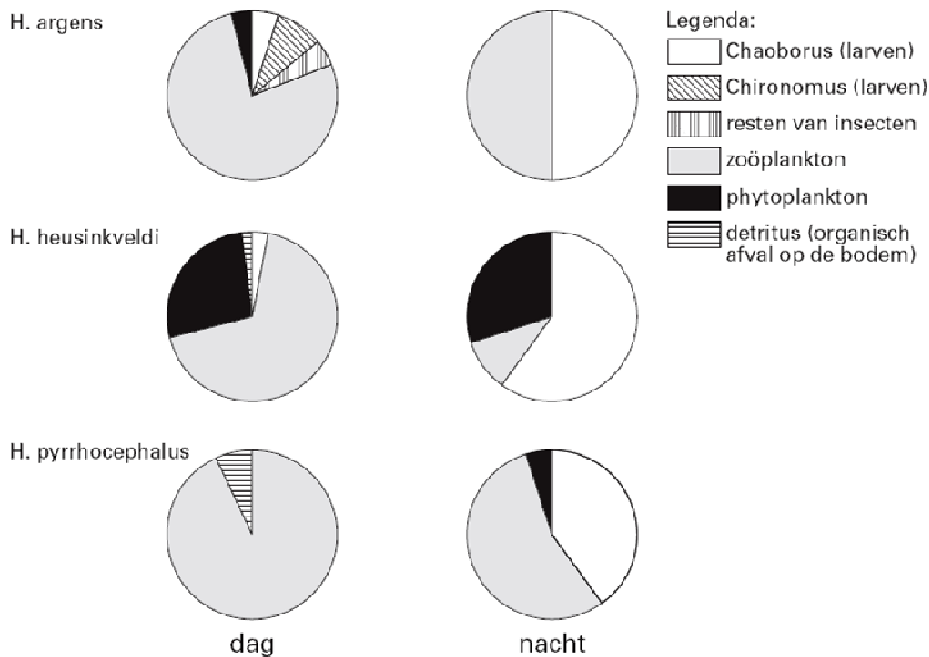 H. argens
Legenda:
Chaoborus (larven)
Chironomus (larven)
resten van insecten
zoöplankton
phytoplankton
detritus (organisch
afval op de bodem)
H. heusinkveldi
H. pyrrhocephalus
dag
nacht